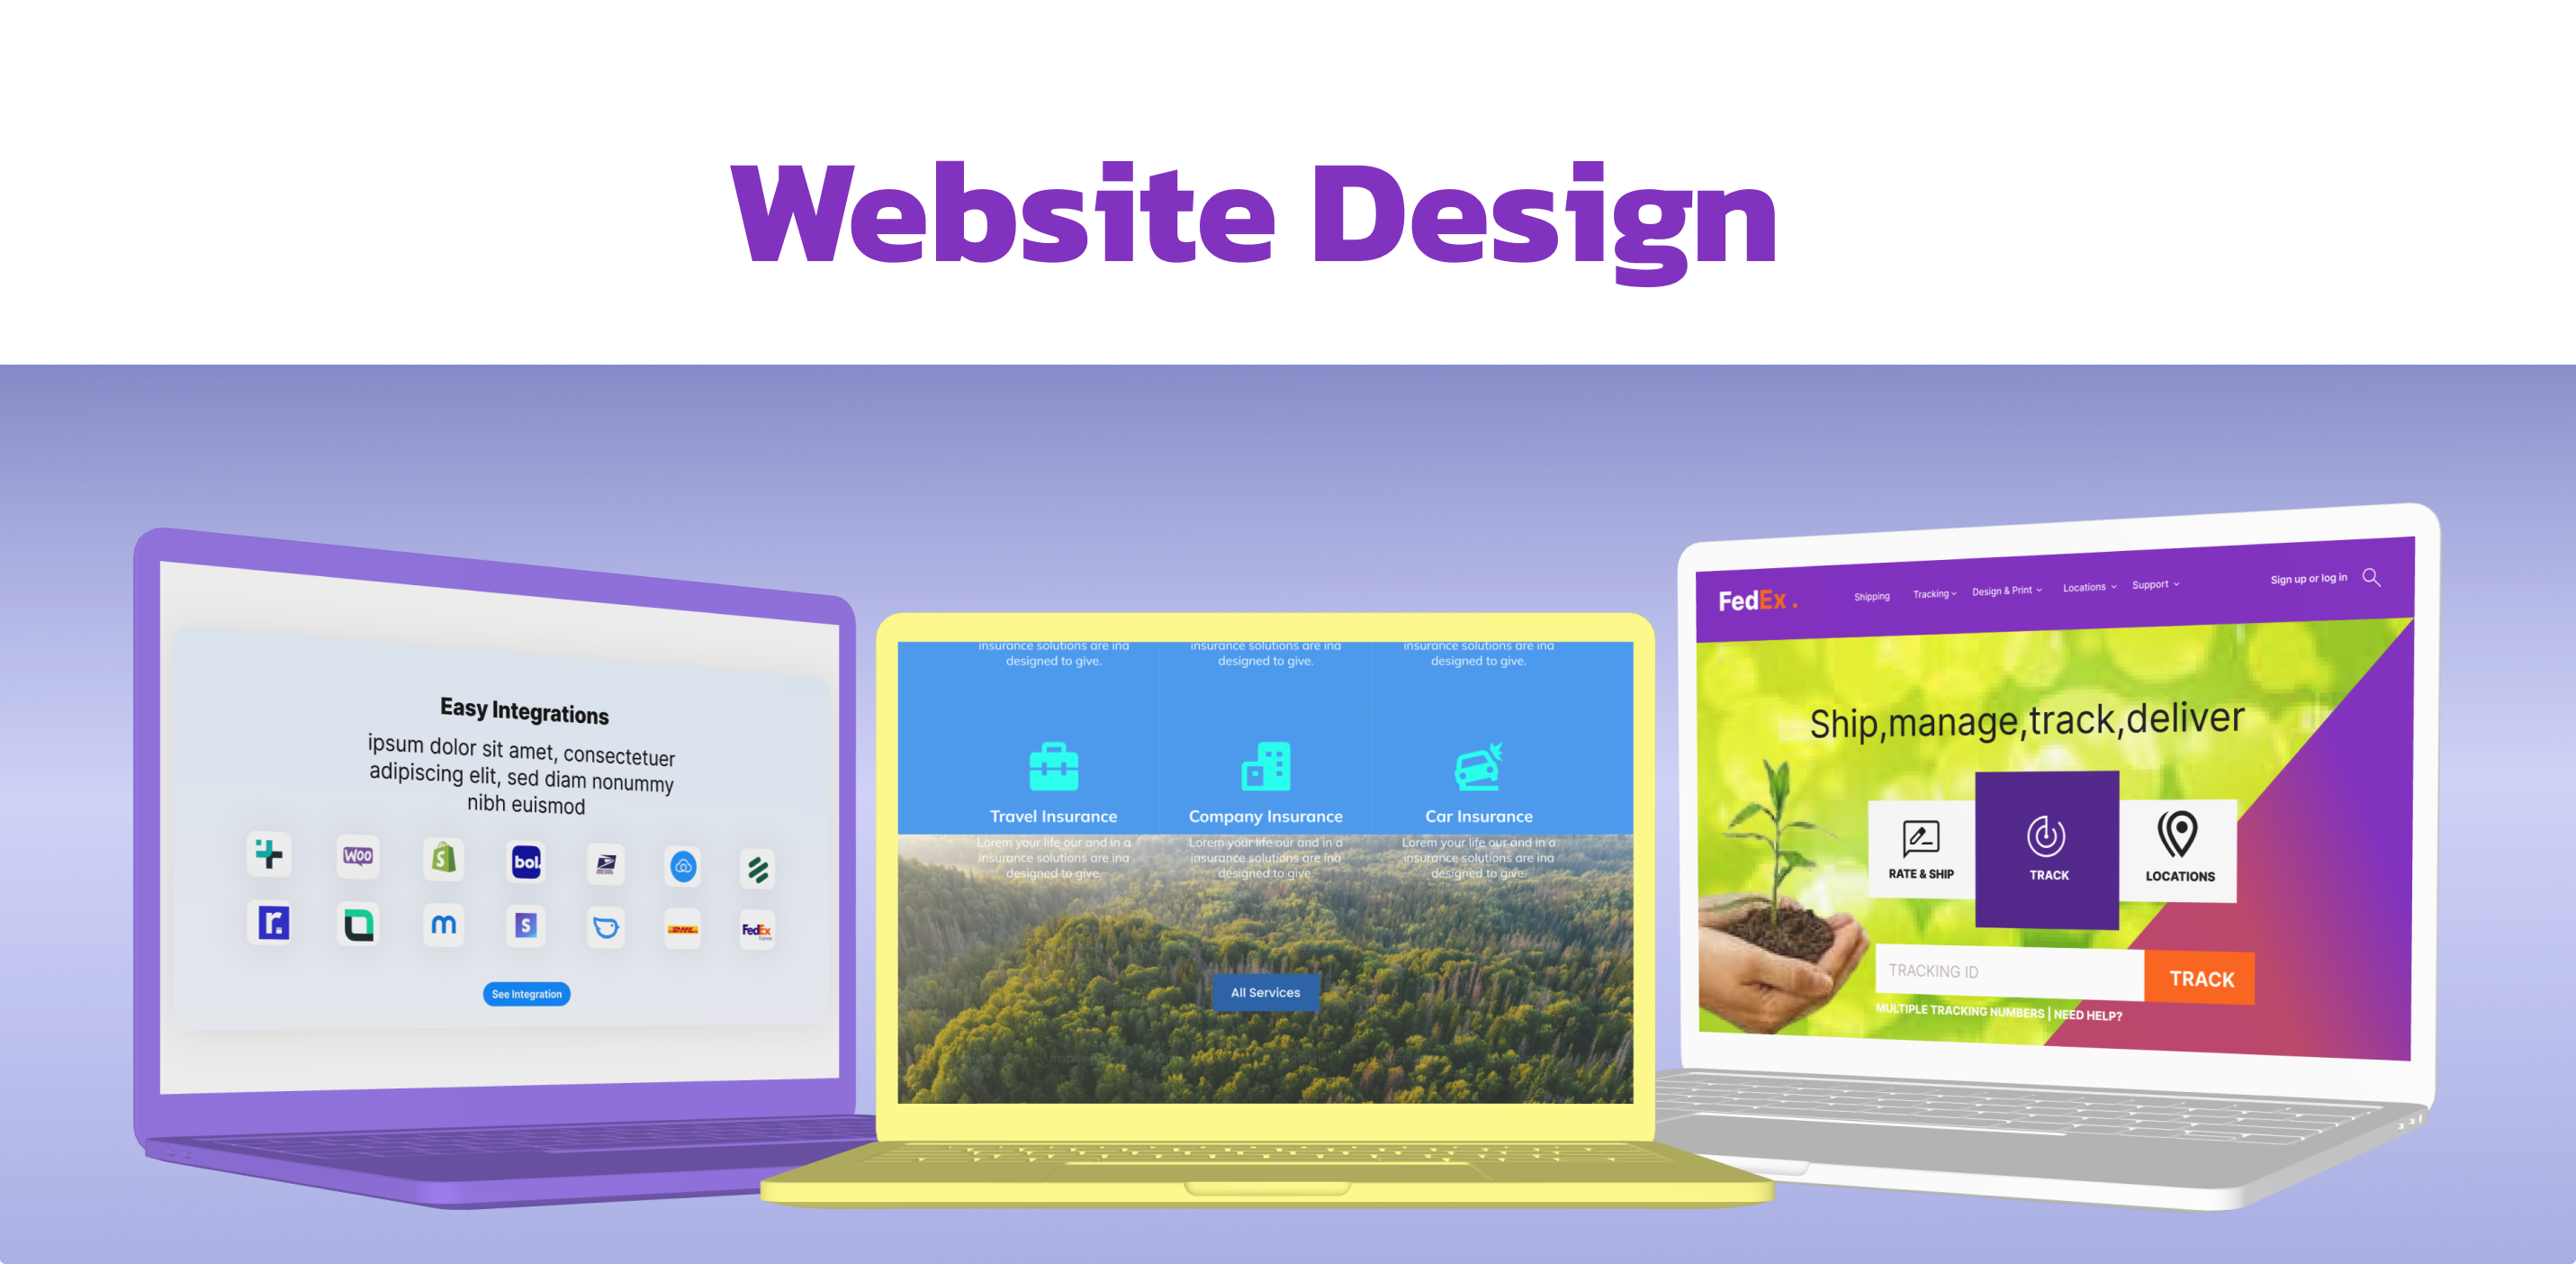 Website Design
Easy Integrations
ipsum dolor sit amet, consectetuer
adipiscing elit, sed diam nonummy
nibh euismod
WOO
S
bol.
r.
m
S
DHL
FedEx
Express
See Integration
insurance solutions are ina
designed to give.
insurance solutions are ina
designed to give.
insurance solutions are ina
designed to give.
Travel Insurance
Lorem your life our and in a
insurance solutions are ina
designed to give.
Company Insurance
Lorem your life our and in a
insurance solutions are ina
designed to give.
Car Insurance
Lorem your life our and in a
insurance solutions are ina
designed to give.
All Services
FedEx .
Shipping
Tracking
Design & Print
Locations
Support
Sign up or log in
Ship,manage,track,deliver
RATE & SHIP
TRACK
LOCATIONS
TRACKING ID
TRACK
MULTIPLE TRACKING NUMBERS | NEED HELP?